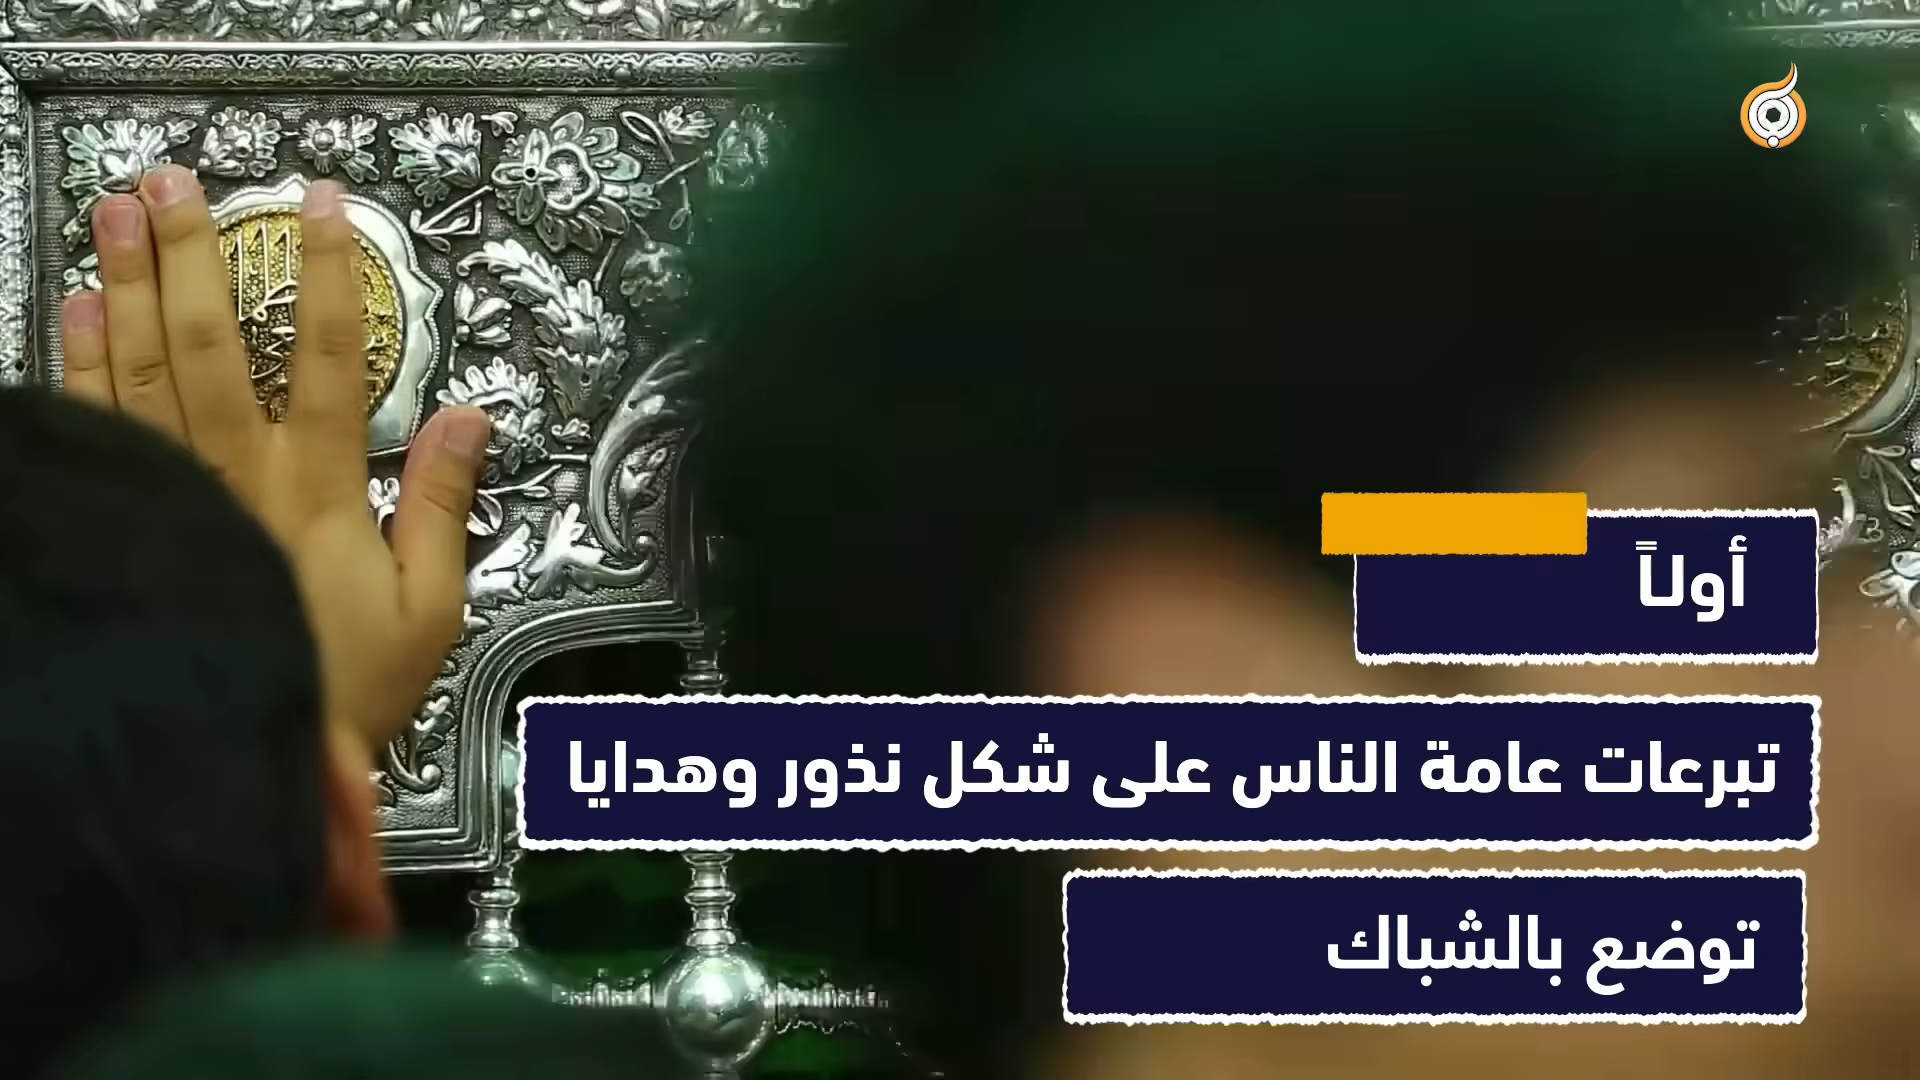 أولاً
تبرعات عامة الناس على شكل نذور وهدايا
توضع بالشباك